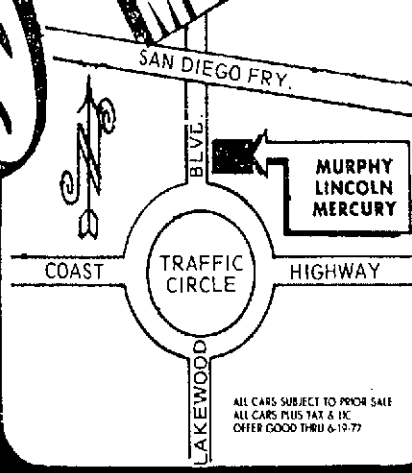 SAN DIEGO FRY.
BLVD.
MURPHY
LINCOLN
MERCURY
N
COAST
TRAFFIC
CIRCLE
HIGHWAY
LAKEWOOD
ALL CARS SUBJECT TO PRIOR SALE
ALL CARS PLUS TAX & LIC
OFFER GOOD THRU 6-19-77